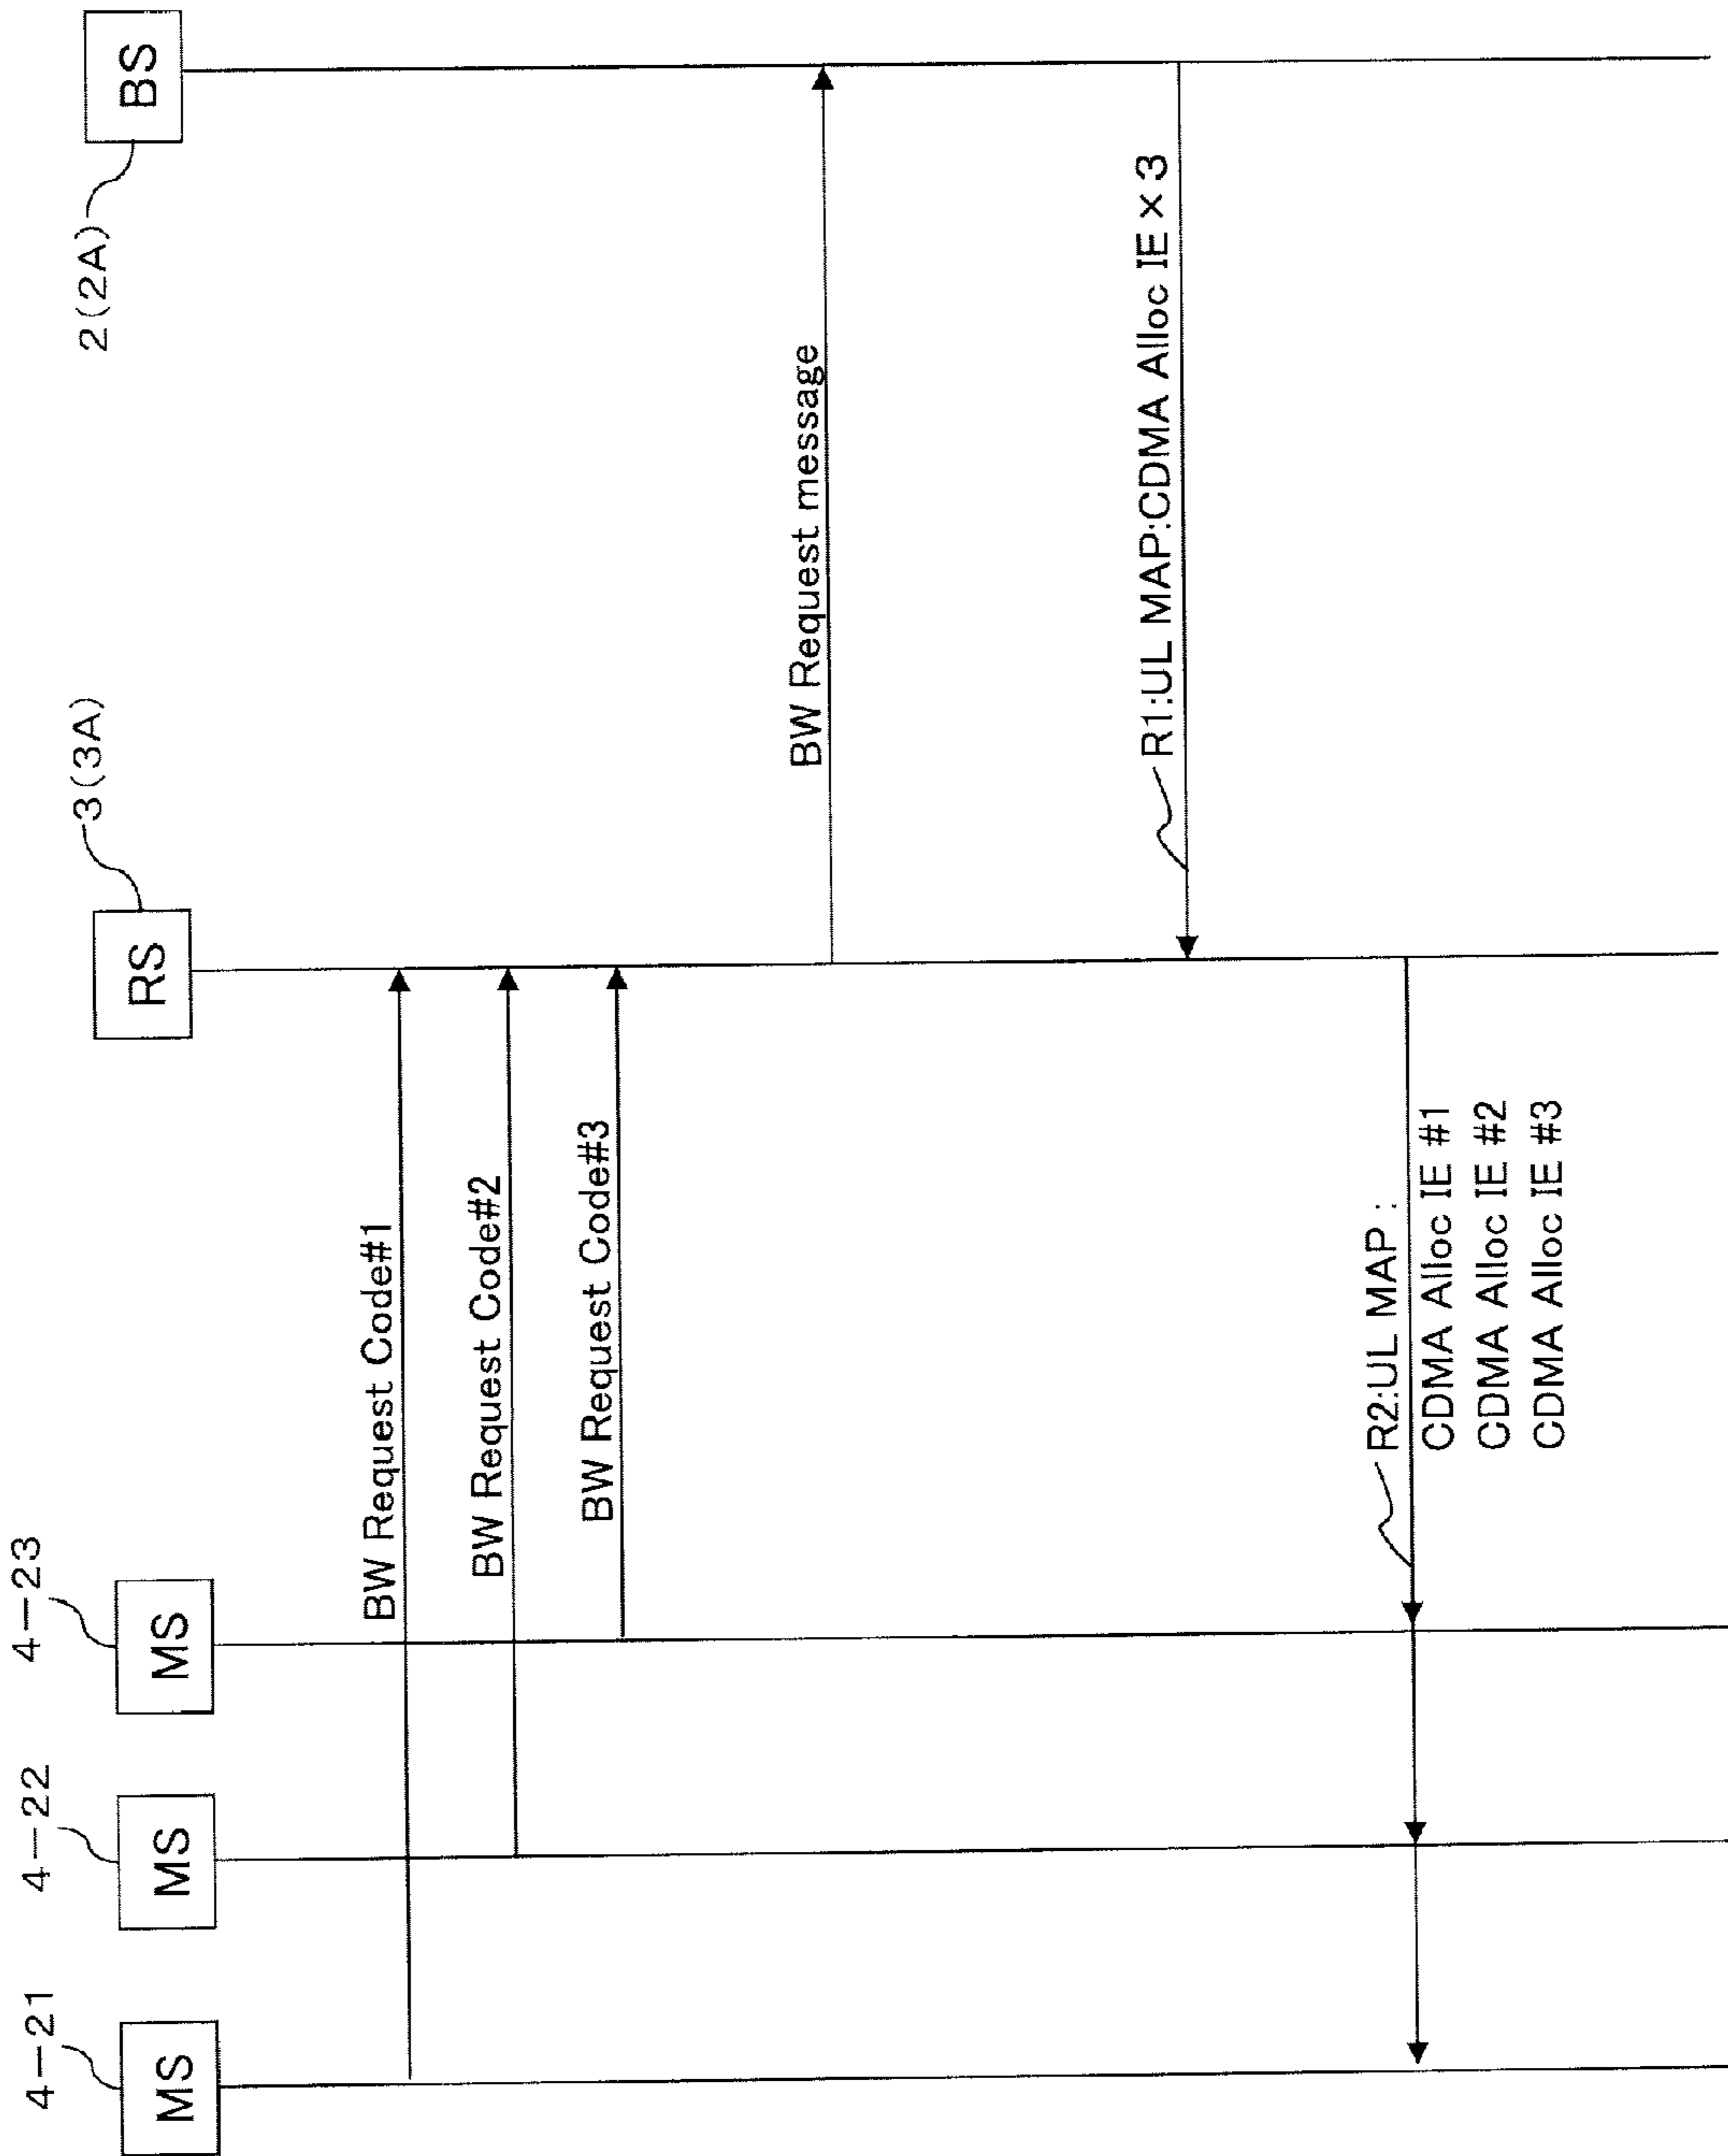 4—21
4—22
4—23
3(3A)
2(2A)
MS
MS
MS
RS
BS
BW Request Code#1
BW Request Code#2
BW Request Code#3
BW Request message
R1:UL MAP:CDMA Alloc IE × 3
R2:UL MAP :
CDMA Alloc IE #1
CDMA Alloc IE #2
CDMA Alloc IE #3